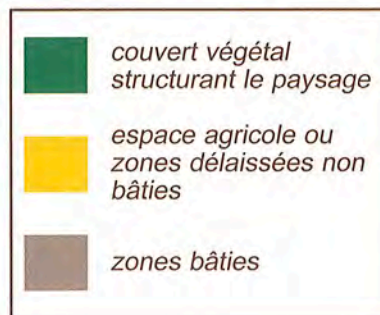 couvert végétal
structurant le paysage
espace agricole ou
zones délaissées non
bâties
zones bâties